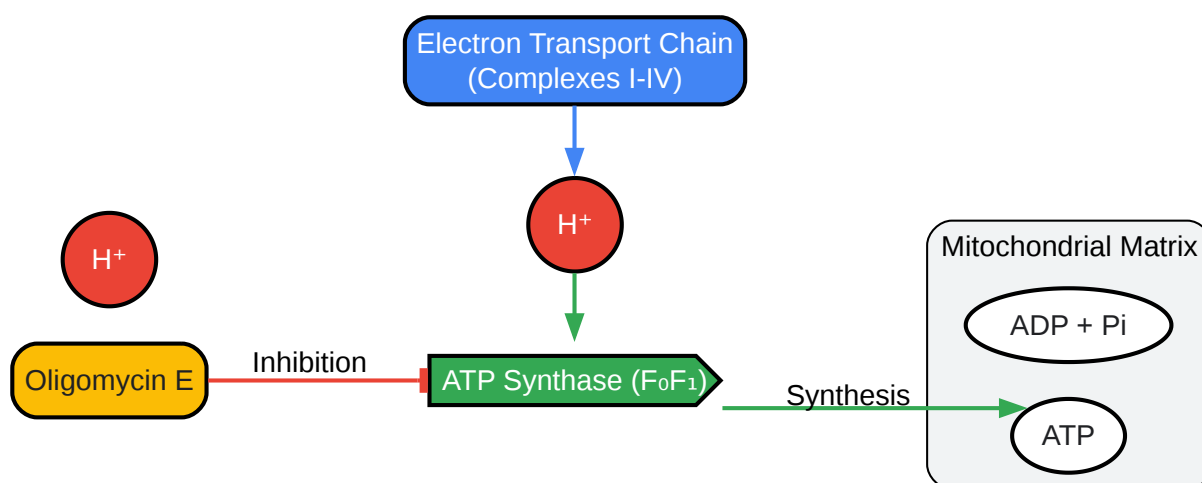 Electron Transport Chain
(Complexes I-IV)
H⁺
H⁺
Mitochondrial Matrix
ADP + Pi
Oligomycin E
Inhibition
ATP Synthase (F₀F₁)
Synthesis
ATP